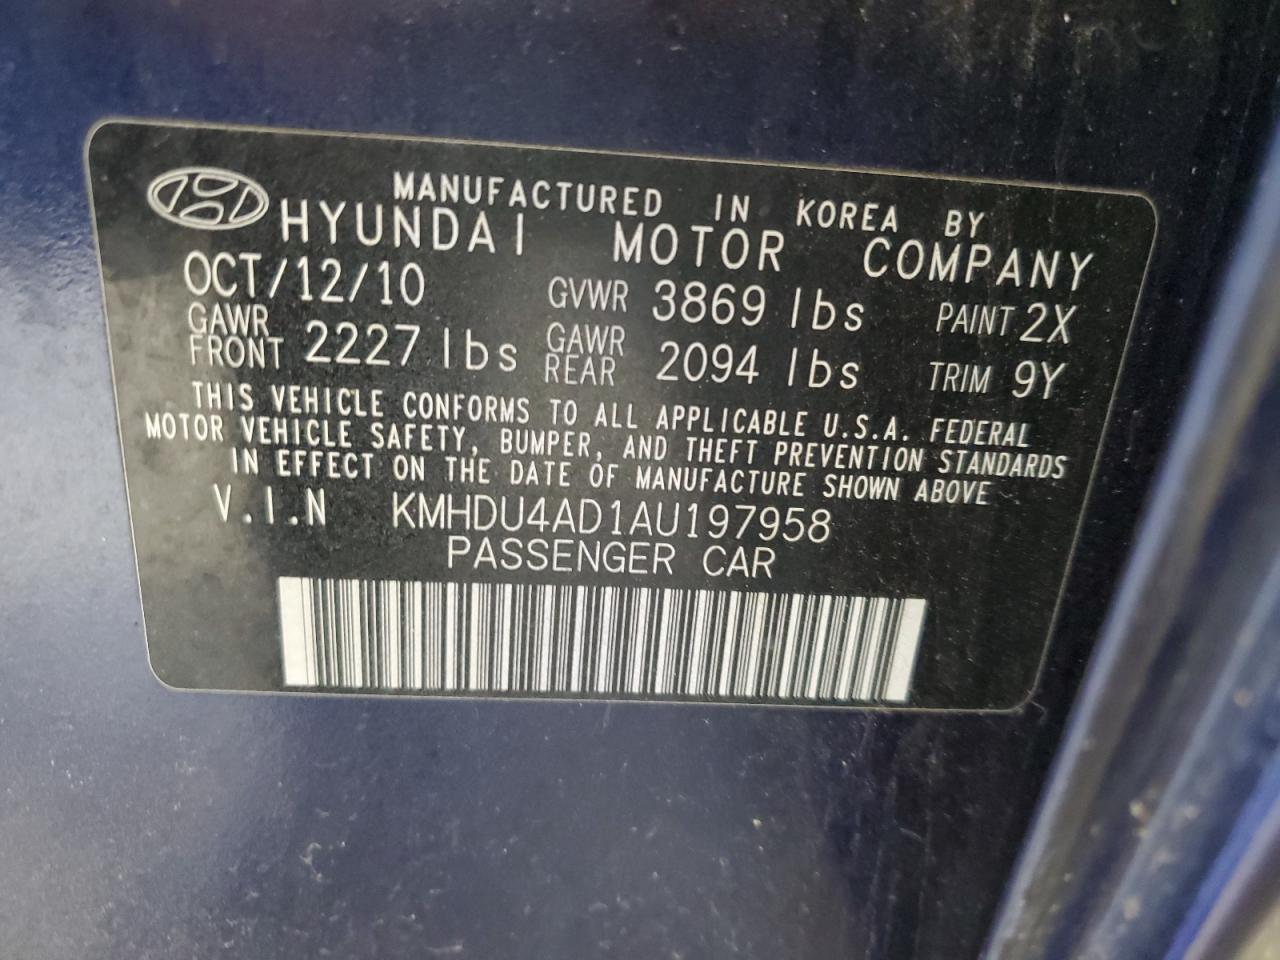 MANUFACTURED IN KOREA BY
HYUNDAI MOTOR COMPANY
OCT/12/10 GVWR 3869 lbs PAINT 2X
GAWR FRONT 2227 lbs GAWR REAR 2094 lbs TRIM 9Y
THIS VEHICLE CONFORMS TO ALL APPLICABLE U.S.A. FEDERAL
MOTOR VEHICLE SAFETY, BUMPER, AND THEFT PREVENTION STANDARDS
IN EFFECT ON THE DATE OF MANUFACTURE SHOWN ABOVE
V.I.N KMHDU4AD1AU197958
PASSENGER CAR